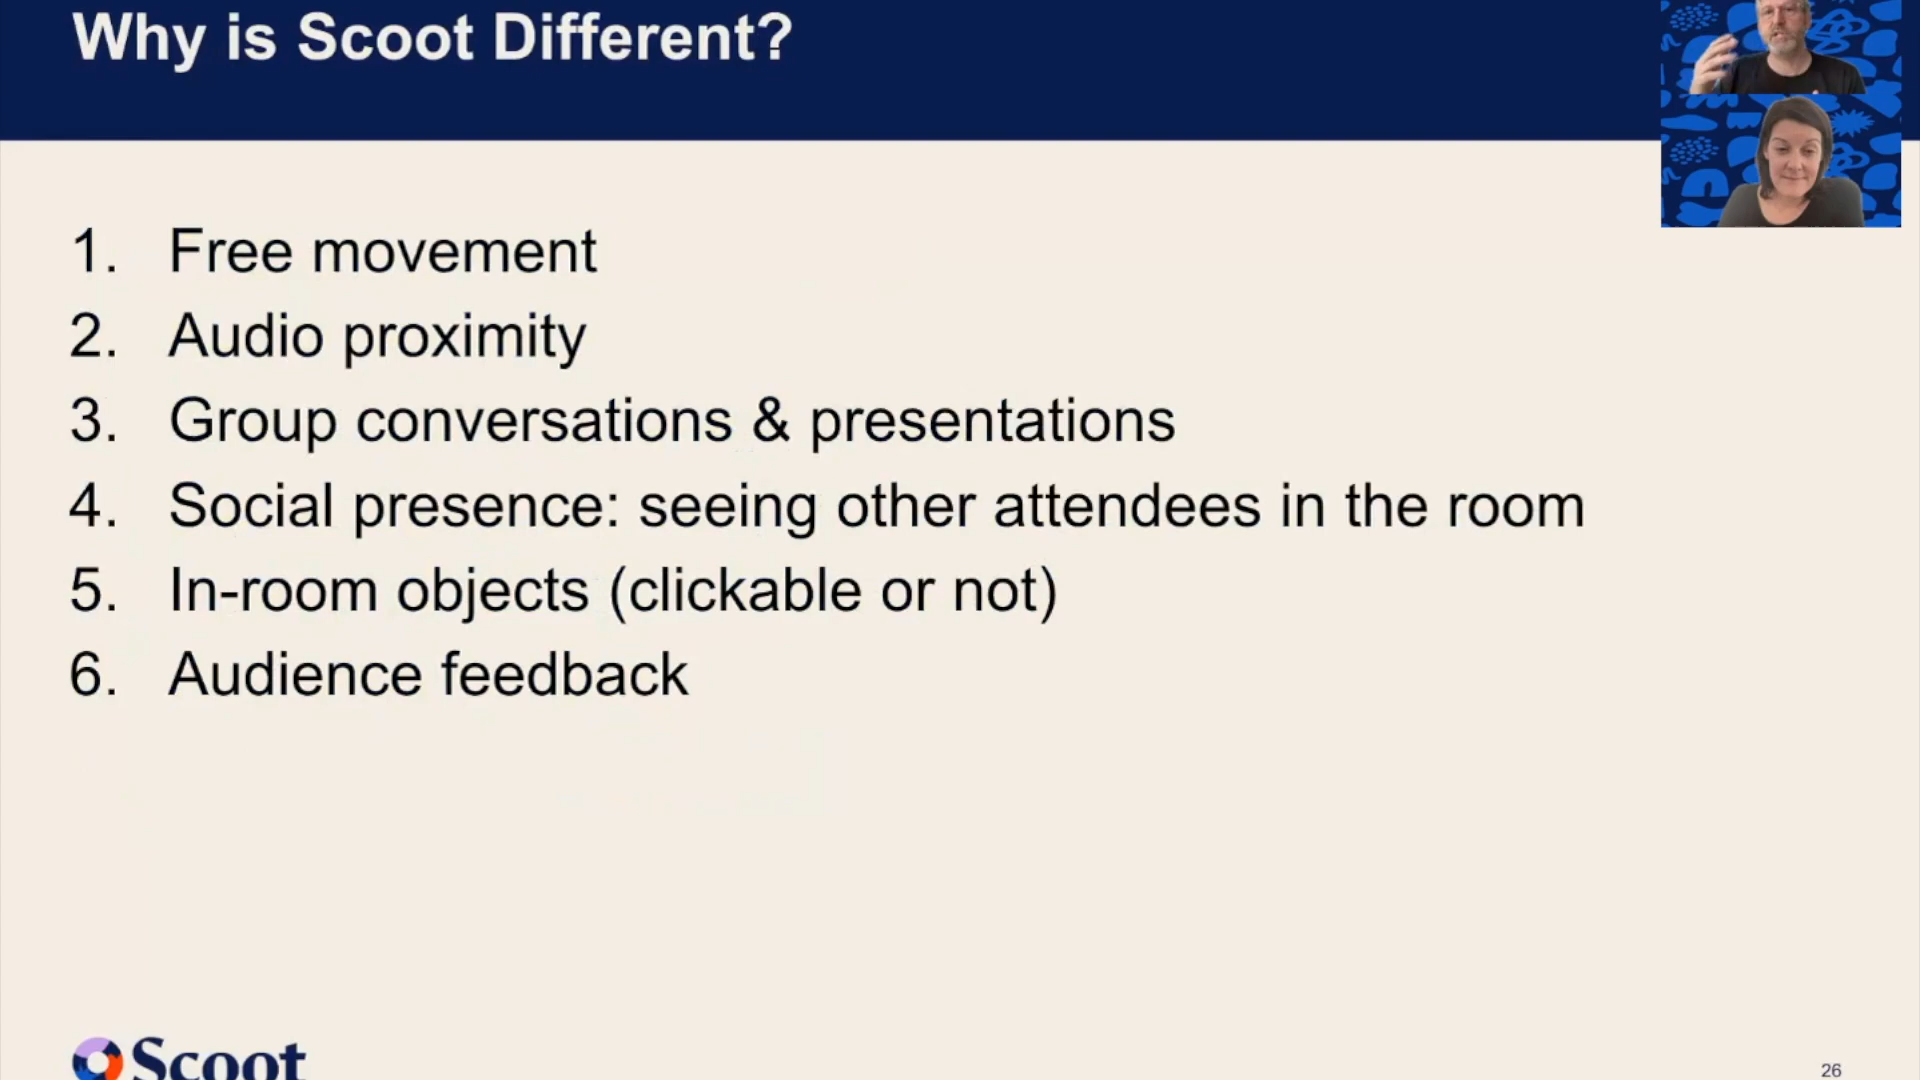 Why is Scoot Different?
1. Free movement
2. Audio proximity
3. Group conversations & presentations
4. Social presence: seeing other attendees in the room
5. In-room objects (clickable or not)
6. Audience feedback
Scoot
26